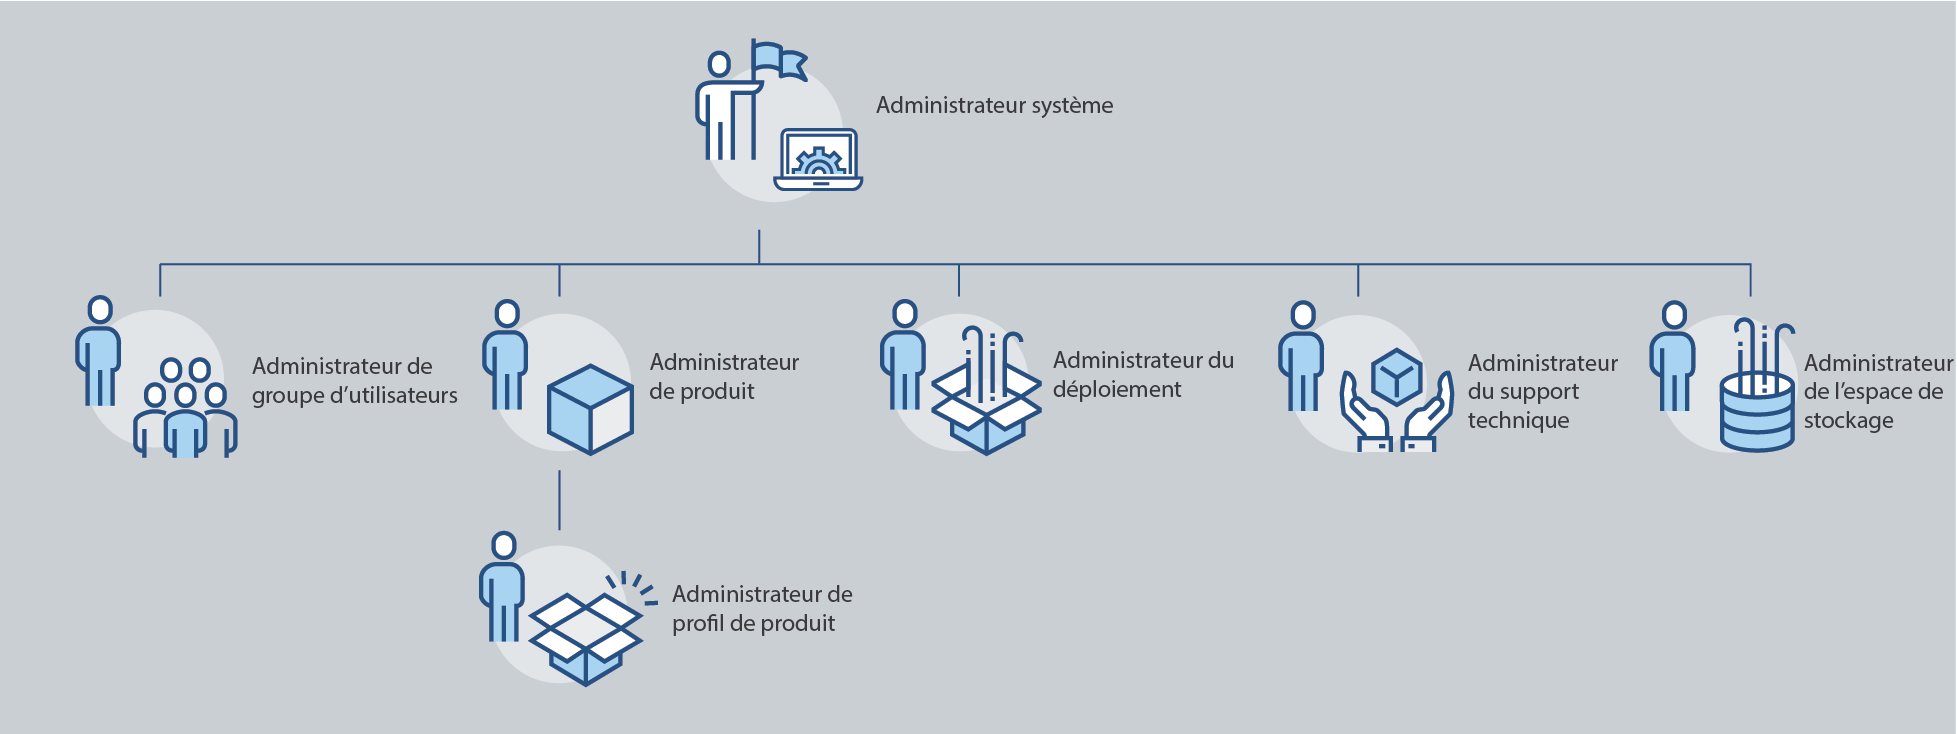 Administrateur système
Administrateur de
groupe d’utilisateurs
Administrateur
de produit
Administrateur du
déploiement
Administrateur
du support
technique
Administrateur
de l’espace de
stockage
Administrateur de
profil de produit